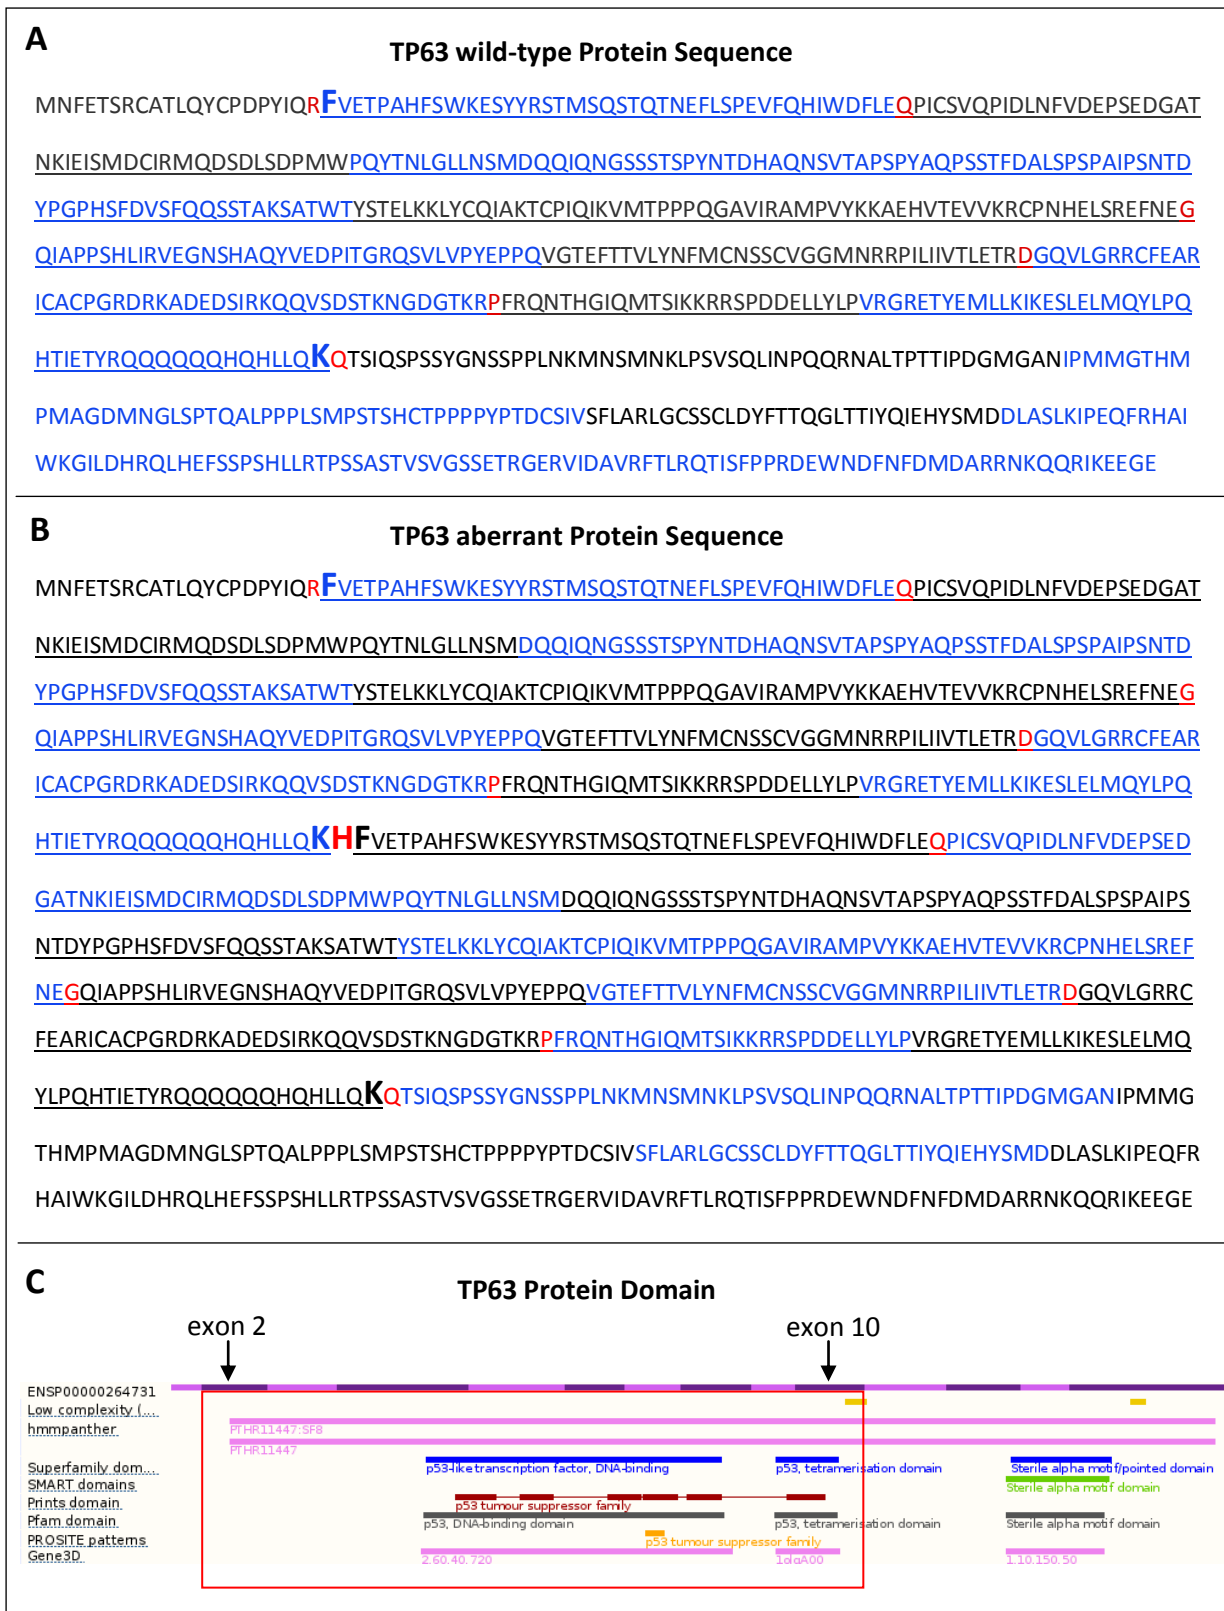 A
TP63 wild-type Protein Sequence
MNFETSRCATLQYCPDPYIQRFVETPAHFSWKESYYRSTMSQSTQTNEFLSPEVFQHIWDFLEQPICSVQPIDLNFVDEPSEDGAT
NKIEISMDCIRMQDSDLSDPMWPQYTNLGLLNSMDQQIQNGSSSTSPYNTDHAQNSVTAPSPYAQPSSTFDALSPSPAIPSNTD
YPGPHSFDVSFQQSSTAKSATWTYSTELKKLYCQIAKTCPIQIKVMTPPPQGAVIRAMPVYKKAEHVTEVVKRCPNHELSREFNEG
QIAPPSHLIRVEGNSHAQYVEDPITGRQSVLVPYEPPQVGTEFTTVLYNFMCNSSCVGGMNRRPILIIVTLETRDGQVLGRRCFEAR
ICACPGRDRKADEDSIRKQQVSDSTKNGDGTKRPFRQNTHGIQMTSIKKRRSPDDELLYLPVRGRETYEMLLKIKESLELMQYLPQ
HTIETYRQQQQQQHQHLLQKQTSIQSPSSYGNSSPPLNKMNSMNKLPSVSQLINPQQRNALTPTTIPDGMGANIPMMGTHM
PMAGDMNGLSPTQALPPPLSMPSTSHCTPPPPYPTDCSIVSFLARLGCSSCLDYFTTQGLTTIYQIEHYSMDDLASLKIPEQFRHAI
WKGILDHRQLHEFSSPSHLLRTPSSASTVSVGSSETRGERVIDAVRFTLRQTISFPPRDEWNDFNFDMDARRNKQQRIKEEGE
B
TP63 aberrant Protein Sequence
MNFETSRCATLQYCPDPYIQRFVETPAHFSWKESYYRSTMSQSTQTNEFLSPEVFQHIWDFLEQPICSVQPIDLNFVDEPSEDGAT
NKIEISMDCIRMQDSDLSDPMWPQYTNLGLLNSMDQQIQNGSSSTSPYNTDHAQNSVTAPSPYAQPSSTFDALSPSPAIPSNTD
YPGPHSFDVSFQQSSTAKSATWTYSTELKKLYCQIAKTCPIQIKVMTPPPQGAVIRAMPVYKKAEHVTEVVKRCPNHELSREFNEG
QIAPPSHLIRVEGNSHAQYVEDPITGRQSVLVPYEPPQVGTEFTTVLYNFMCNSSCVGGMNRRPILIIVTLETRDGQVLGRRCFEAR
ICACPGRDRKADEDSIRKQQVSDSTKNGDGTKRPFRQNTHGIQMTSIKKRRSPDDELLYLPVRGRETYEMLLKIKESLELMQYLPQ
HTIETYRQQQQQQHQHLLQKHFVETPAHFSWKESYYRSTMSQSTQTNEFLSPEVFQHIWDFLEQPICSVQPIDLNFVDEPSED
GATNKIEISMDCIRMQDSDLSDPMWPQYTNLGLLNSMDQQIQNGSSSTSPYNTDHAQNSVTAPSPYAQPSSTFDALSPSPAIPS
NTDYPGPHSFDVSFQQSSTAKSATWTYSTELKKLYCQIAKTCPIQIKVMTPPPQGAVIRAMPVYKKAEHVTEVVKRCPNHELSREF
NEGQIAPPSHLIRVEGNSHAQYVEDPITGRQSVLVPYEPPQVGTEFTTVLYNFMCNSSCVGGMNRRPILIIVTLETRDGQVLGRRC
FEARICACPGRDRKADEDSIRKQQVSDSTKNGDGTKRPFRQNTHGIQMTSIKKRRSPDDELLYLPVRGRETYEMLLKIKESLELMQ
YLPQHTIETYRQQQQQQHQHLLQKQTSIQSPSSYGNSSPPLNKMNSMNKLPSVSQLINPQQRNALTPTTIPDGMGANIPMMG
THMPMAGDMNGLSPTQALPPPLSMPSTSHCTPPPPYPTDCSIVSFLARLGCSSCLDYFTTQGLTTIYQIEHYSMDDLASLKIPEQFR
HAIWKGILDHRQLHEFSSPSHLLRTPSSASTVSVGSSETRGERVIDAVRFTLRQTISFPPRDEWNDFNFDMDARRNKQQRIKEEGE
C
TP63 Protein Domain
exon 2 exon 10
ENSP00000264731
Low complexity (...
hmmpanther
PTHR11447:SF8
PTHR11447
Superfamily dom...
p53-like transcription factor, DNA-binding p53, tetramerisation domain Sterile alpha motif/pointed domain
SMART domains
Sterile alpha motif domain
Prints domain
p53 tumour suppressor family
Pfam domain
p53, DNA-binding domain p53, tetramerisation domain Sterile alpha motif domain
PROSITE patterns
p53 tumour suppressor family
Gene3D
2.60.40.720 1olgA00 1.10.150.50